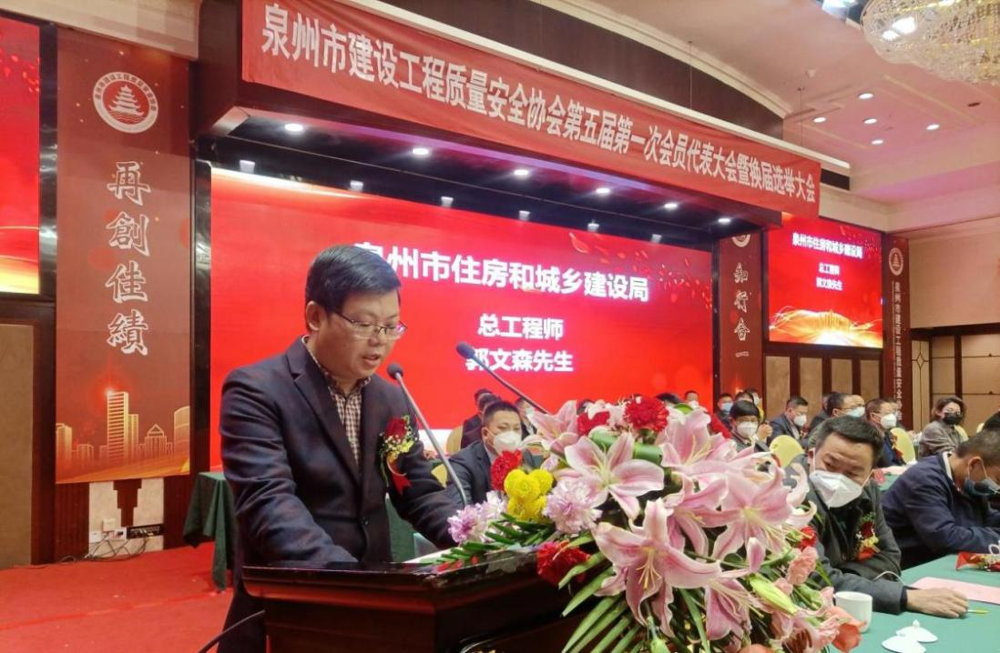 泉州市建设工程质量安全协会第五届第一次会员代表大会暨换届选举大会
再創佳績
泉州市住房和城乡建设局
总工程师
郭文森先生
知行合一
泉州市住房和城乡建设局
总工程师
郭文森先生
泉州市建设工程质量安全